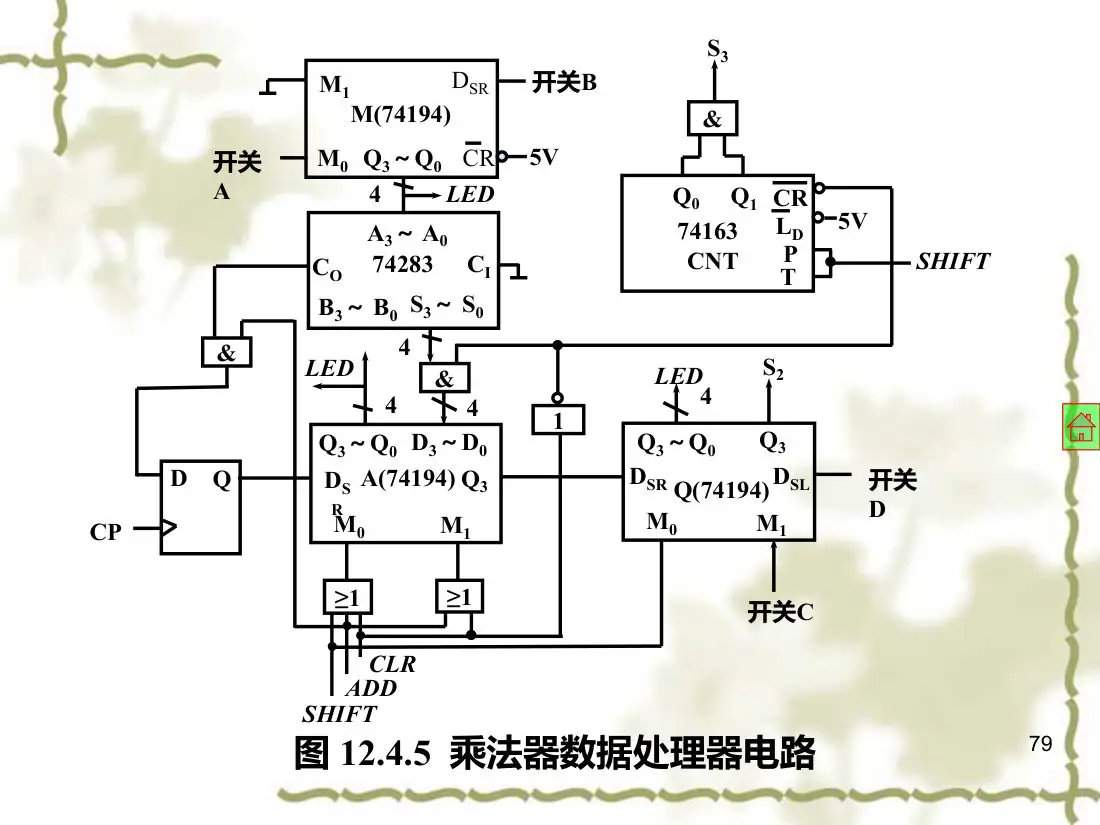 S3
M1 DSR 开关B
M(74194)
开关
A
M0 Q3~Q0 CR 5V
4 LED
&
Q0 Q1 CR
74163 LD 5V
CNT P
T
SHIFT
A3~A0
CO 74283 CI
B3~B0 S3~S0
4
&
LED
4
&
4
1
LED
4
S2
Q3~Q0 D3~D0
DSR A(74194) Q3
M0 M1
Q3~Q0 Q3
DSR Q(74194) DSL
M0 M1
开关
D
D Q
CP
≥1 ≥1
开关C
CLR
ADD
SHIFT
图 12.4.5 乘法器数据处理器电路
79